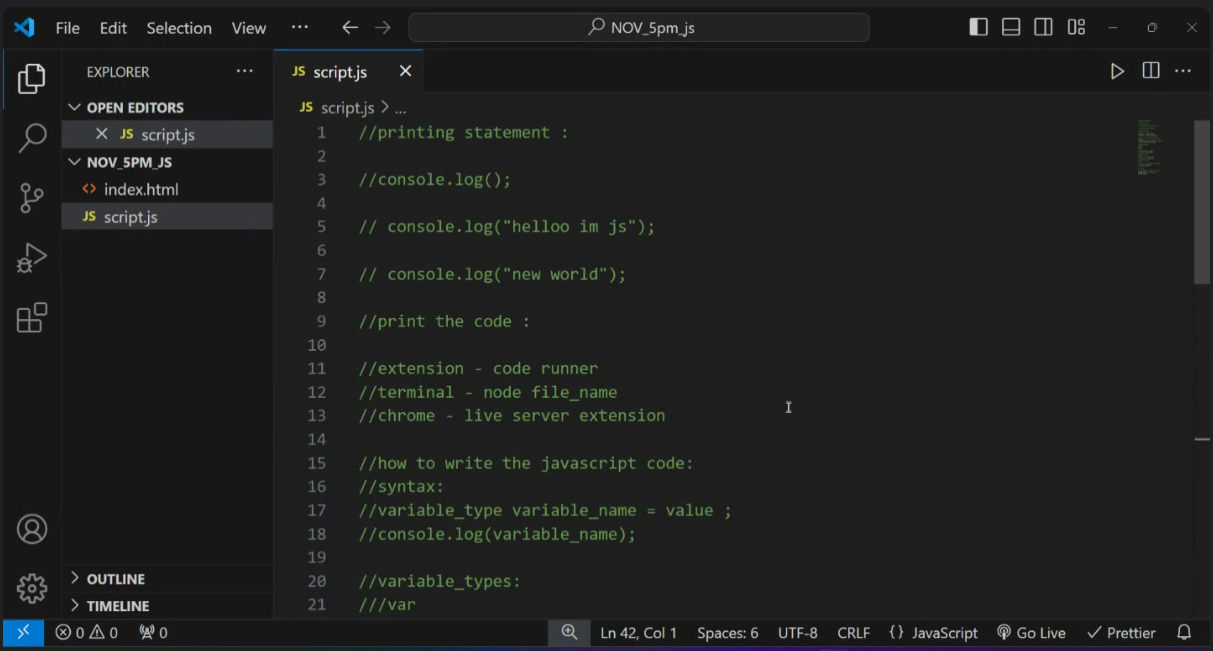 File Edit Selection View ... NOV_5pm_js
EXPLORER ...
JS script.js
OPEN EDITORS
JS script.js
NOV_5PM_JS
index.html
JS script.js
OUTLINE
TIMELINE
JS script.js > ...
1 //printing statement :
2
3 //console.log();
4
5 // console.log("helloo im js");
6
7 // console.log("new world");
8
9 //print the code :
10
11 //extension - code runner
12 //terminal - node file_name
13 //chrome - live server extension
14
15 //how to write the javascript code:
16 //syntax:
17 //variable_type variable_name = value ;
18 //console.log(variable_name);
19
20 //variable_types:
21 ///var
0 0 0 Ln 42, Col 1 Spaces: 6 UTF-8 CRLF {} JavaScript Go Live Prettier